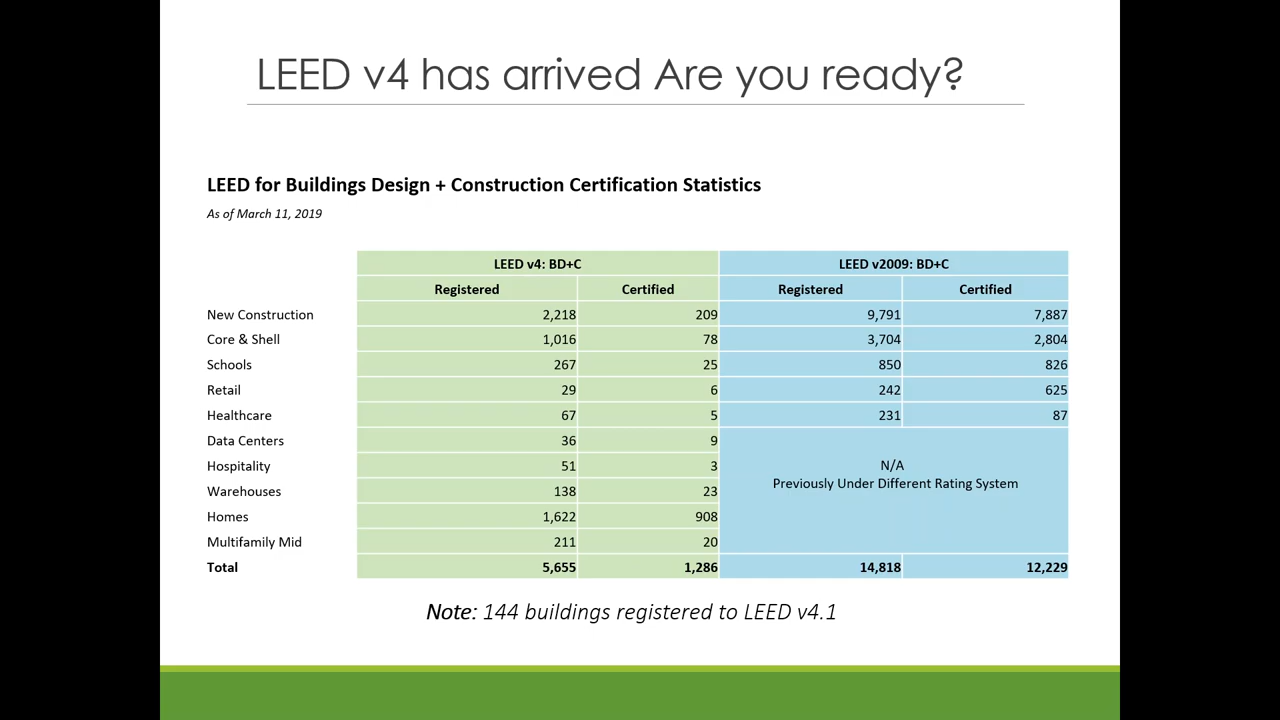 LEED v4 has arrived Are you ready?
LEED for Buildings Design + Construction Certification Statistics
As of March 11, 2019
LEED v4: BD+C LEED v2009: BD+C
Registered Certified Registered Certified
New Construction 2,218 209 9,791 7,887
Core & Shell 1,016 78 3,704 2,804
Schools 267 25 850 826
Retail 29 6 242 625
Healthcare 67 5 231 87
Data Centers 36 9
Hospitality 51 3 N/A
Warehouses 138 23 Previously Under Different Rating System
Homes 1,622 908
Multifamily Mid 211 20
Total 5,655 1,286 14,818 12,229
Note: 144 buildings registered to LEED v4.1